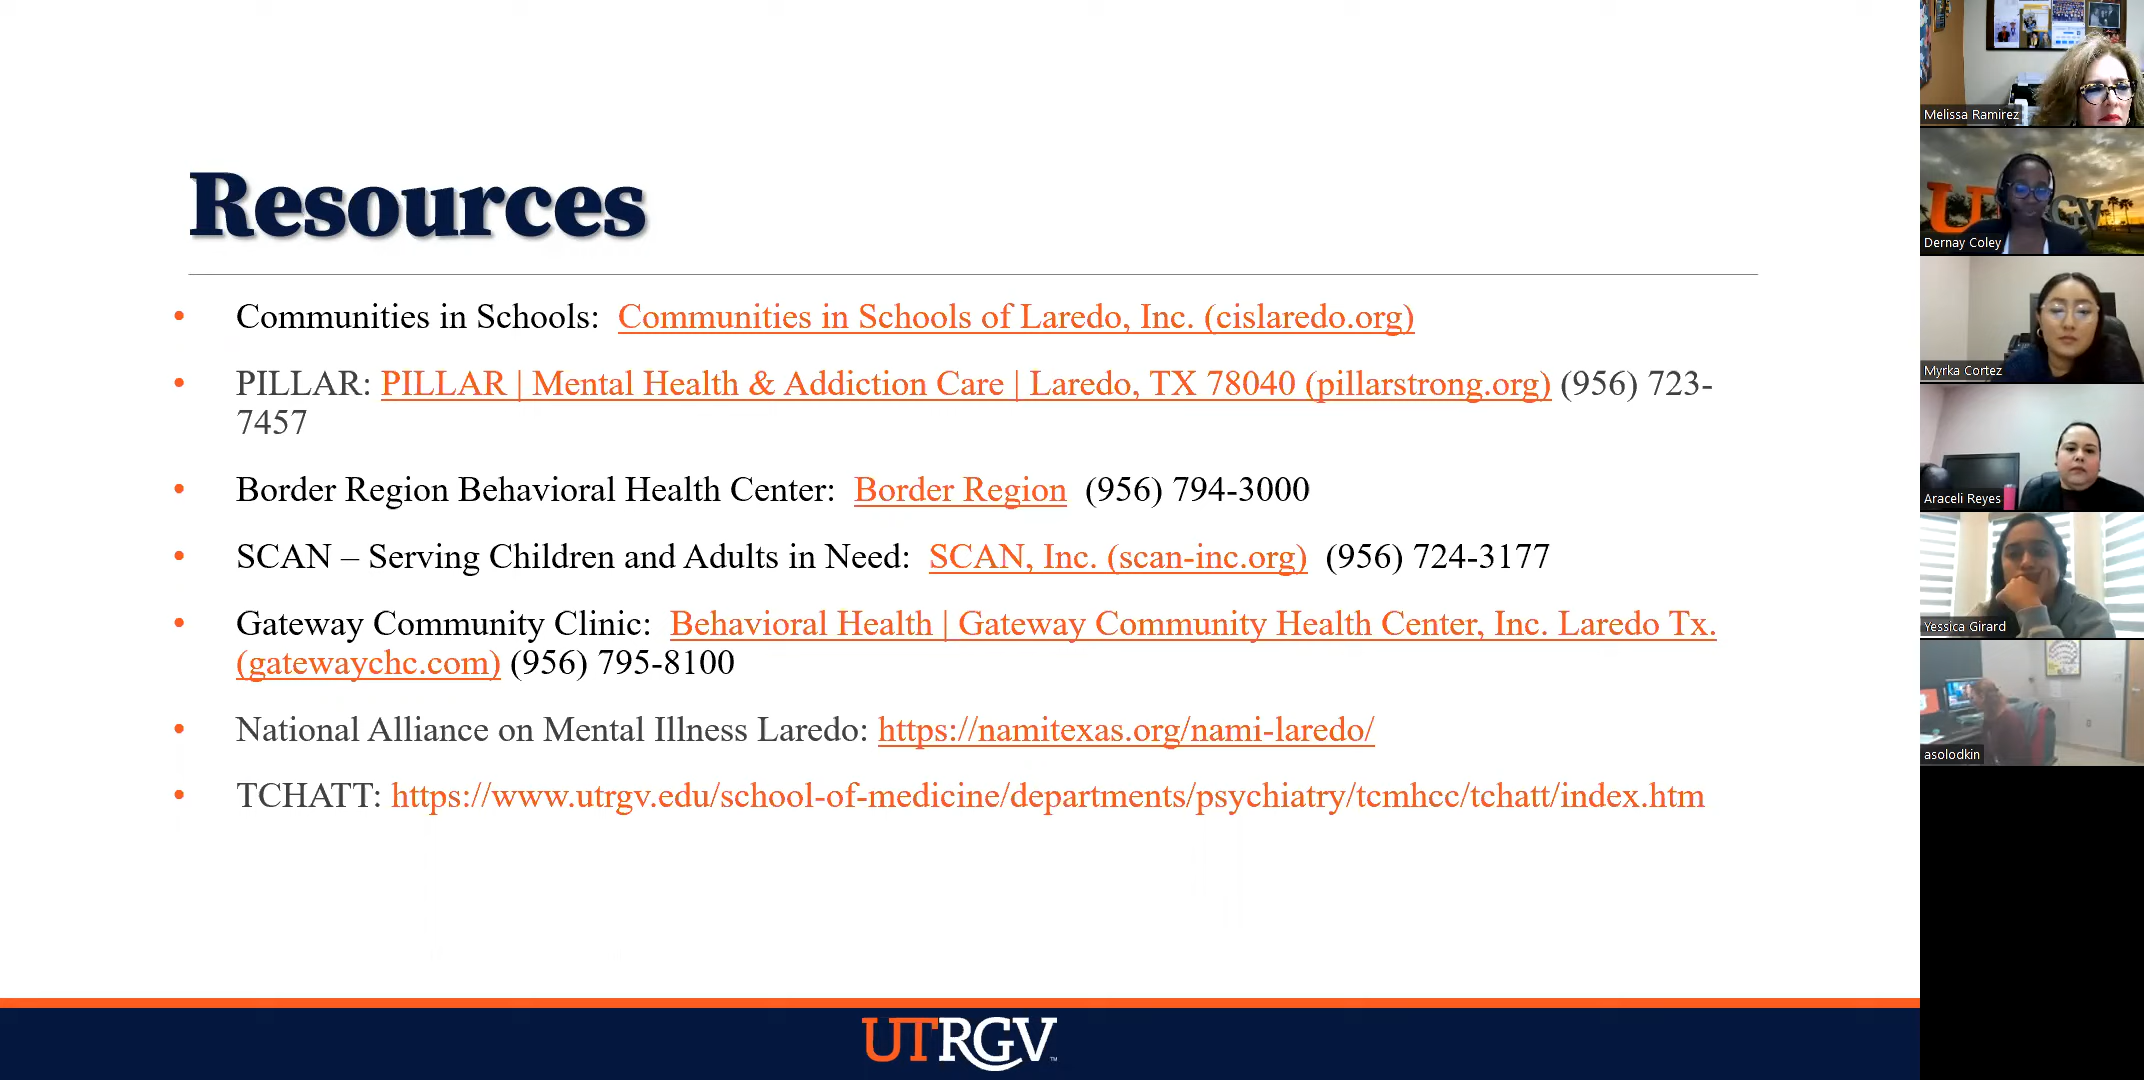 Resources
• Communities in Schools: Communities in Schools of Laredo, Inc. (cislaredo.org)
• PILLAR: PILLAR | Mental Health & Addiction Care | Laredo, TX 78040 (pillarstrong.org) (956) 723-
7457
• Border Region Behavioral Health Center: Border Region (956) 794-3000
• SCAN – Serving Children and Adults in Need: SCAN, Inc. (scan-inc.org) (956) 724-3177
• Gateway Community Clinic: Behavioral Health | Gateway Community Health Center, Inc. Laredo Tx.
(gatewaychc.com) (956) 795-8100
• National Alliance on Mental Illness Laredo: https://namitexas.org/nami-laredo/
• TCHATT: https://www.utrgv.edu/school-of-medicine/departments/psychiatry/tcmhcc/tchatt/index.htm
UTRGV™
Melissa Ramirez
UTRGV
Dernay Coley
Myrka Cortez
Araceli Reyes
Yessica Girard
asolodkin